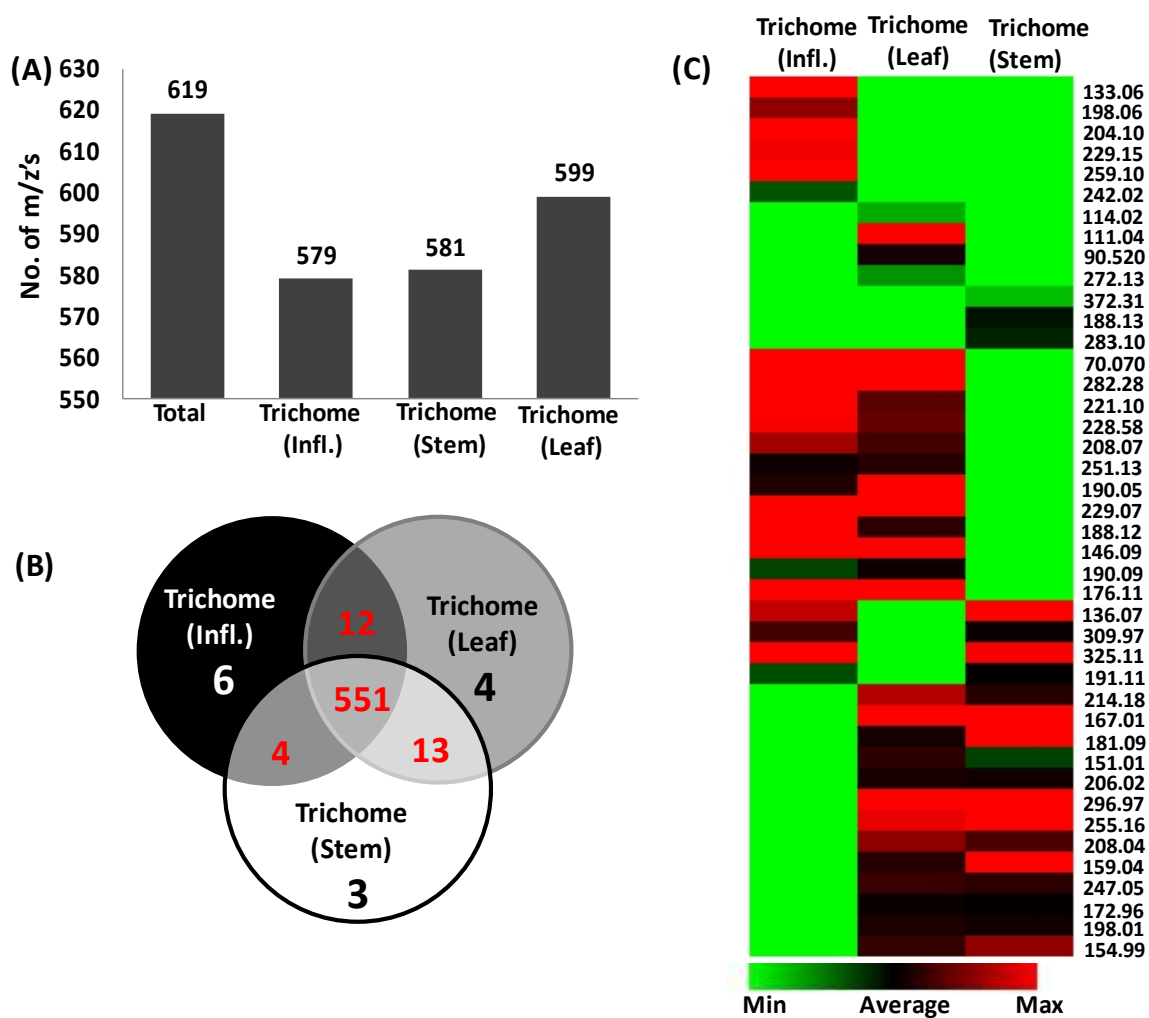 (A)
No. of m/z's
630
620
610
600
590
580
570
560
550
619
579
581
599
Total
Trichome
(Infl.)
Trichome
(Stem)
Trichome
(Leaf)
(B)
Trichome
(Infl.)
6
12
Trichome
(Leaf)
4
551
4
13
Trichome
(Stem)
3
(C)
Trichome
(Infl.)
Trichome
(Leaf)
Trichome
(Stem)
133.06
198.06
204.10
229.15
259.10
242.02
114.02
111.04
90.520
272.13
372.31
188.13
283.10
70.070
282.28
221.10
228.58
208.07
251.13
190.05
229.07
188.12
146.09
190.09
176.11
136.07
309.97
325.11
191.11
214.18
167.01
181.09
151.01
206.02
296.97
255.16
208.04
159.04
247.05
172.96
198.01
154.99
Min Average Max